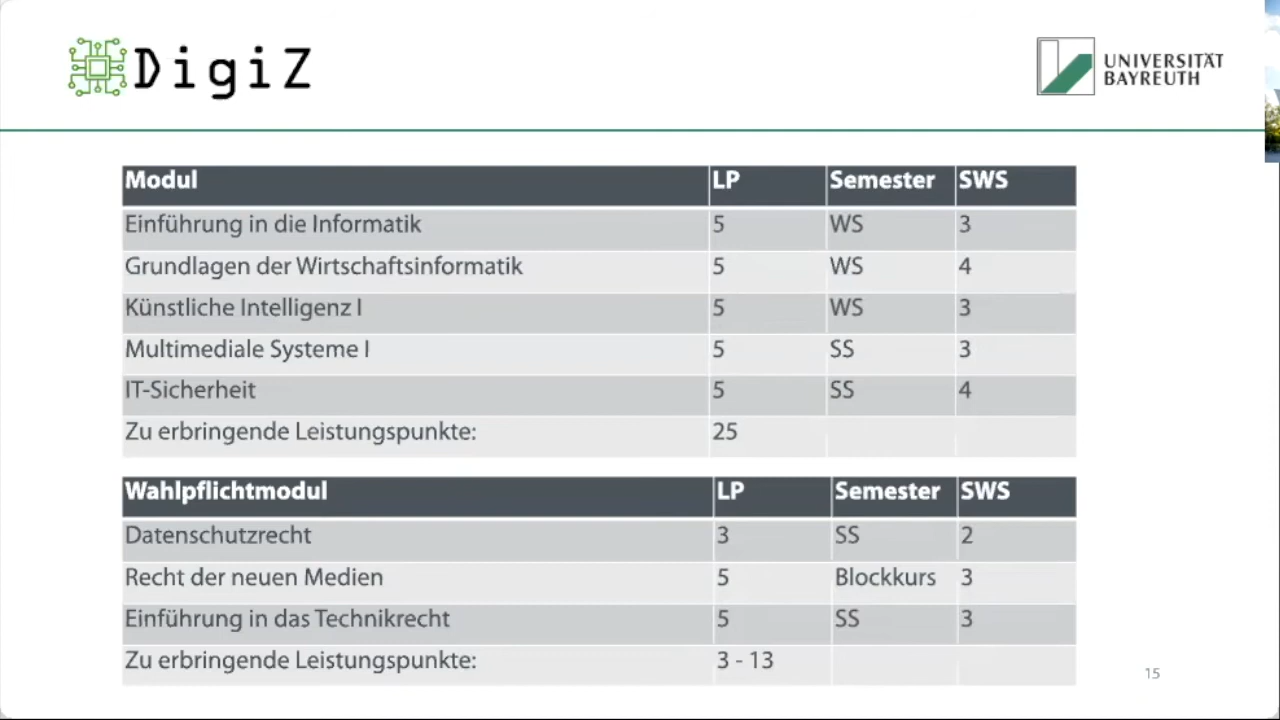 DigiZ
UNIVERSITÄT
BAYREUTH
Modul LP Semester SWS
Einführung in die Informatik 5 WS 3
Grundlagen der Wirtschaftsinformatik 5 WS 4
Künstliche Intelligenz I 5 WS 3
Multimediale Systeme I 5 SS 3
IT-Sicherheit 5 SS 4
Zu erbringende Leistungspunkte: 25
Wahlpflichtmodul LP Semester SWS
Datenschutzrecht 3 SS 2
Recht der neuen Medien 5 Blockkurs 3
Einführung in das Technikrecht 5 SS 3
Zu erbringende Leistungspunkte: 3 - 13
15